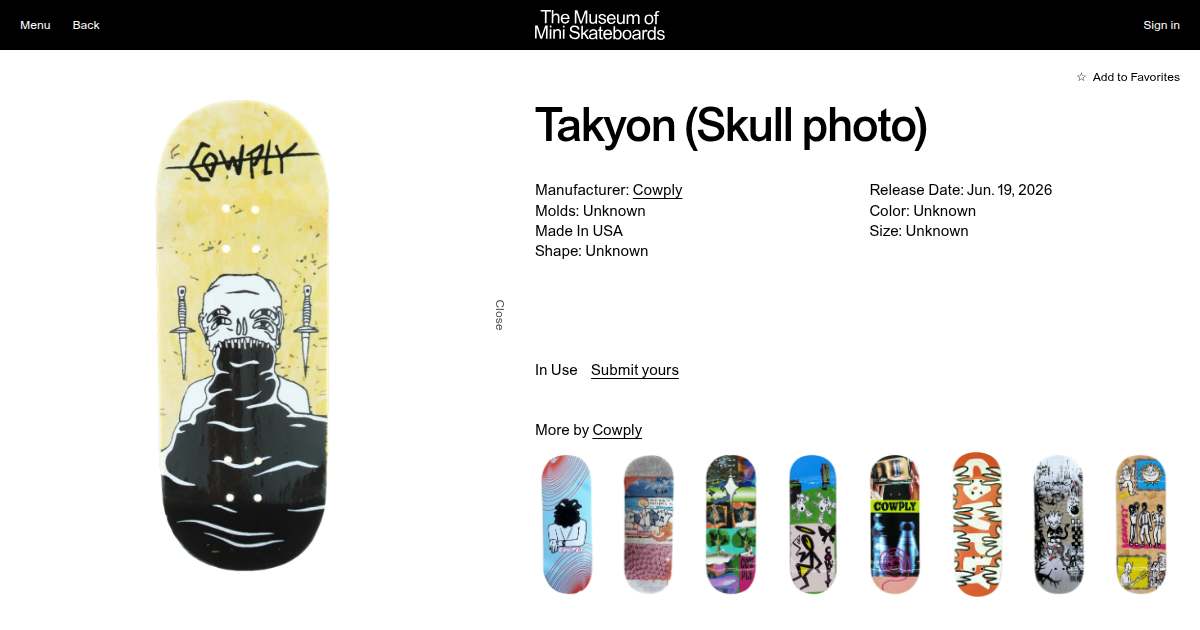 Menu
Back
The Museum of
Mini Skateboards
Sign in
☆ Add to Favorites
COWPLY
Takyon (Skull photo)
Manufacturer: Cowply
Molds: Unknown
Made In USA
Shape: Unknown
Release Date: Jun. 19, 2026
Color: Unknown
Size: Unknown
Close
In Use Submit yours
More by Cowply
COWPLY
COWPLY